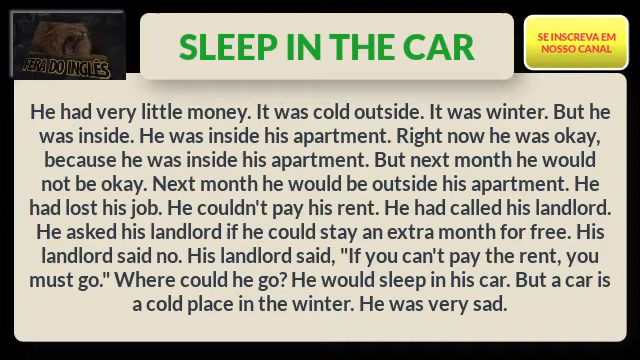 FERA DO INGLÊS
SLEEP IN THE CAR
SE INSCREVA EM
NOSSO CANAL
He had very little money. It was cold outside. It was winter. But he
was inside. He was inside his apartment. Right now he was okay,
because he was inside his apartment. But next month he would
not be okay. Next month he would be outside his apartment. He
had lost his job. He couldn't pay his rent. He had called his landlord.
He asked his landlord if he could stay an extra month for free. His
landlord said no. His landlord said, "If you can't pay the rent, you
must go." Where could he go? He would sleep in his car. But a car is
a cold place in the winter. He was very sad.